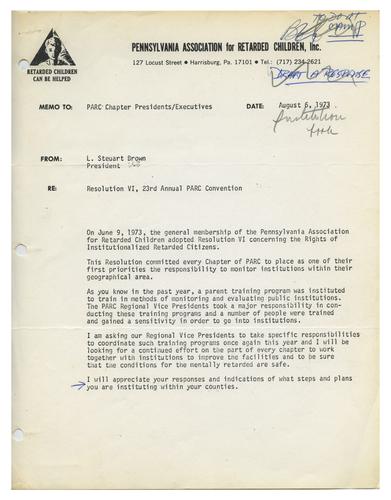 TO DO AT
CAMP
RETARDED CHILDREN
CAN BE HELPED
PENNSYLVANIA ASSOCIATION for RETARDED CHILDREN, Inc.
127 Locust Street • Harrisburg, Pa. 17101 • Tel.: (717) 234-2621
DRAFT A RESPONSE
MEMO TO: PARC Chapter Presidents/Executives DATE: August 6, 1973
Institution
FROM: L. Steuart Brown
President
RE: Resolution VI, 23rd Annual PARC Convention
On June 9, 1973, the general membership of the Pennsylvania Association
for Retarded Children adopted Resolution VI concerning the Rights of
Institutionalized Retarded Citizens.
This Resolution committed every Chapter of PARC to place as one of their
first priorities the responsibility to monitor institutions within their
geographical area.
As you know in the past year, a parent training program was instituted
to train in methods of monitoring and evaluating public institutions.
The PARC Regional Vice Presidents took a major responsibility in conduct-
ing these training programs and a number of people were trained
and gained a sensitivity in order to go into institutions.
I am asking our Regional Vice Presidents to take specific responsibilities
to coordinate such training programs once again this year and I will be
looking for a continued effort on the part of every chapter to work
together with institutions to improve the facilities and to be sure
that the conditions for the mentally retarded are safe.
I will appreciate your responses and indications of what steps and plans
you are instituting within your counties.